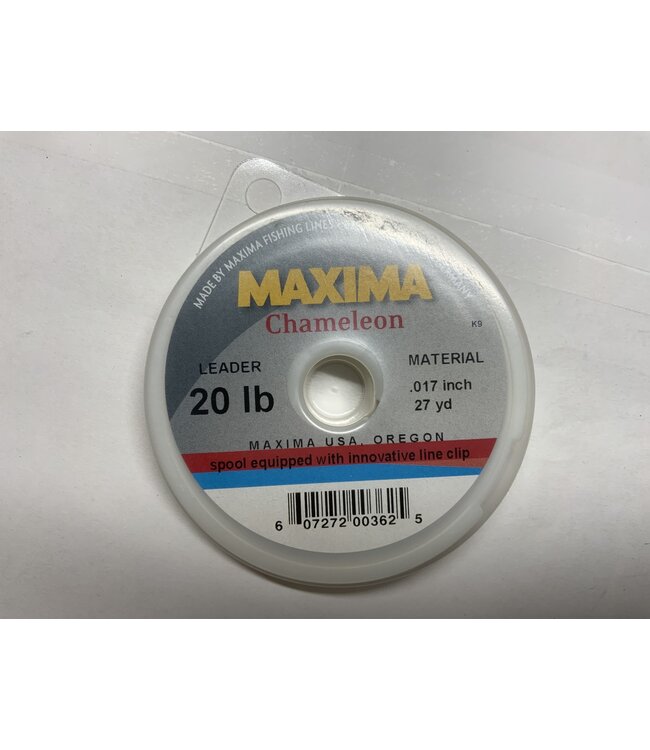 MADE BY MAXIMA FISHING LINES
MAXIMA
Chameleon
K9
LEADER
MATERIAL
20 lb
.017 inch
27 yd
MAXIMA USA, OREGON
spool equipped with innovative line clip
6 07272 00362 5